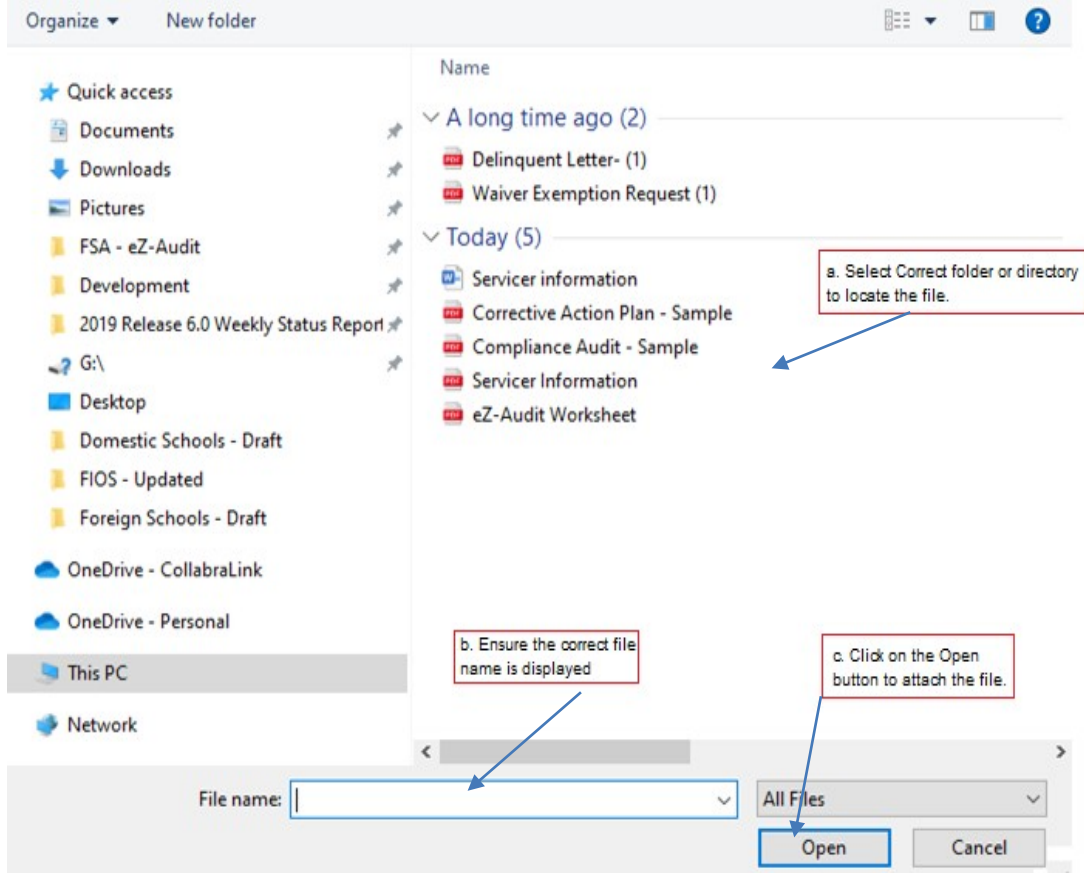 Organize New folder
Name
Quick access
Documents
Downloads
Pictures
FSA - eZ-Audit
Development
2019 Release 6.0 Weekly Status Report
G:\
Desktop
Domestic Schools - Draft
FIOS - Updated
Foreign Schools - Draft
OneDrive - CollabraLink
OneDrive - Personal
This PC
Network
A long time ago (2)
Delinquent Letter- (1)
Waiver Exemption Request (1)
Today (5)
Servicer information
Corrective Action Plan - Sample
Compliance Audit - Sample
Servicer Information
eZ-Audit Worksheet
a. Select Correct folder or directory
to locate the file.
b. Ensure the correct file
name is displayed
c. Click on the Open
button to attach the file.
File name:
All Files
Open Cancel